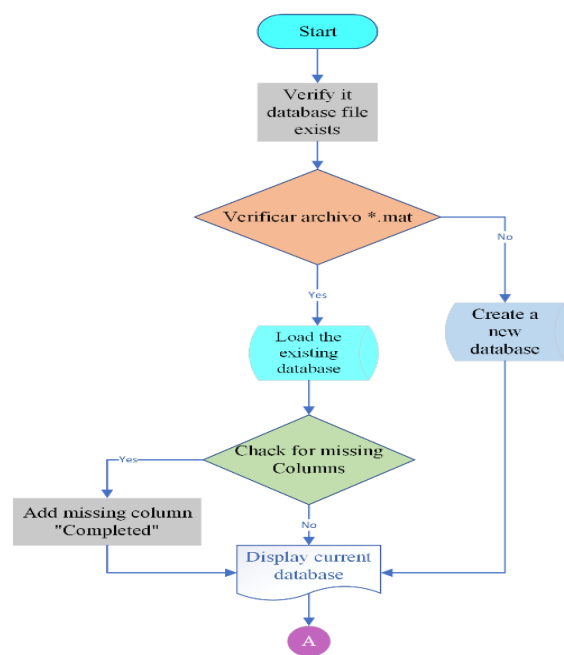 Start
Verify it
database file
exists
Verificar archivo *.mat
No
Yes
Load the
existing
database
Create a
new
database
Chack for missing
Columns
Yes
Add missing column
"Completed"
No
Display current
database
A